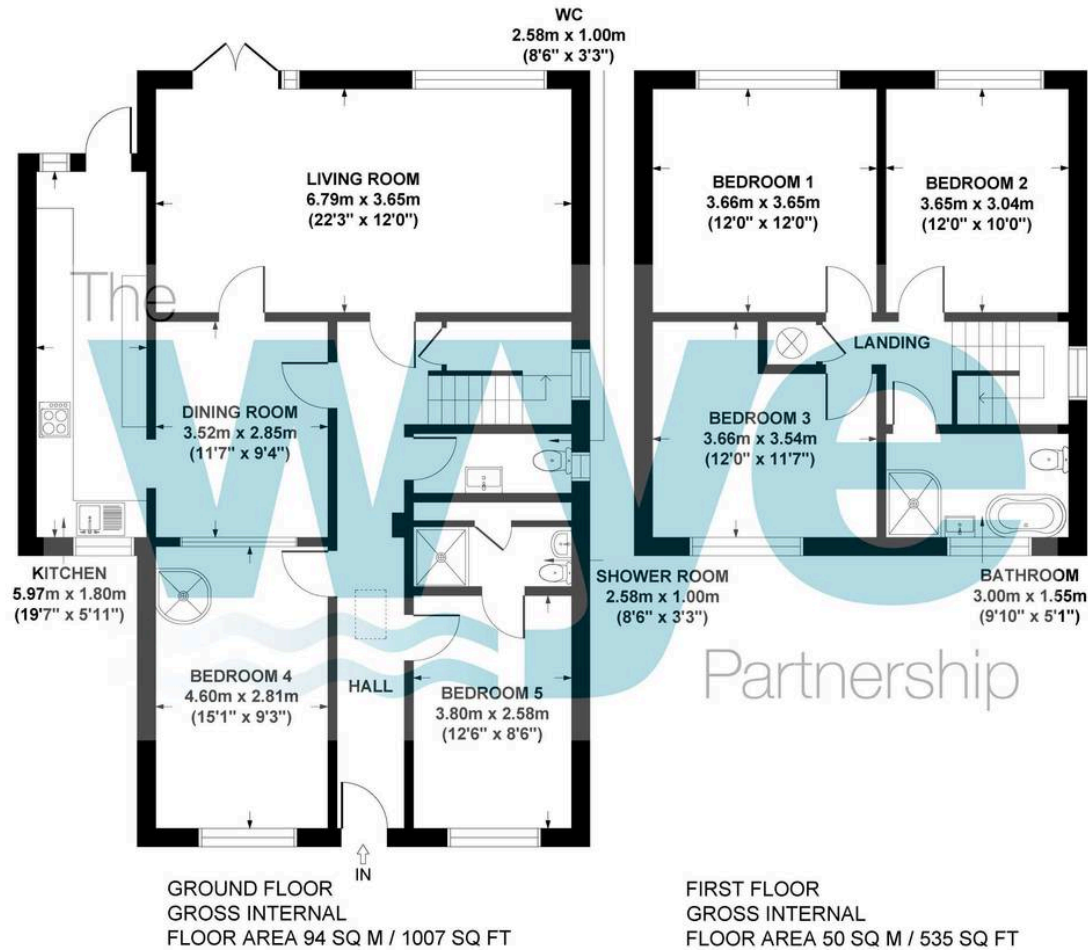 WC
2.58m x 1.00m
(8'6" x 3'3")
LIVING ROOM
6.79m x 3.65m
(22'3" x 12'0")
BEDROOM 1
3.66m x 3.65m
(12'0" x 12'0")
BEDROOM 2
3.65m x 3.04m
(12'0" x 10'0")
The
wave
Partnership
LANDING
DINING ROOM
3.52m x 2.85m
(11'7" x 9'4")
BEDROOM 3
3.66m x 3.54m
(12'0" x 11'7")
KITCHEN
5.97m x 1.80m
(19'7" x 5'11")
SHOWER ROOM
2.58m x 1.00m
(8'6" x 3'3")
BATHROOM
3.00m x 1.55m
(9'10" x 5'1")
BEDROOM 4
4.60m x 2.81m
(15'1" x 9'3")
HALL
BEDROOM 5
3.80m x 2.58m
(12'6" x 8'6")
IN
GROUND FLOOR
GROSS INTERNAL
FLOOR AREA 94 SQ M / 1007 SQ FT
FIRST FLOOR
GROSS INTERNAL
FLOOR AREA 50 SQ M / 535 SQ FT